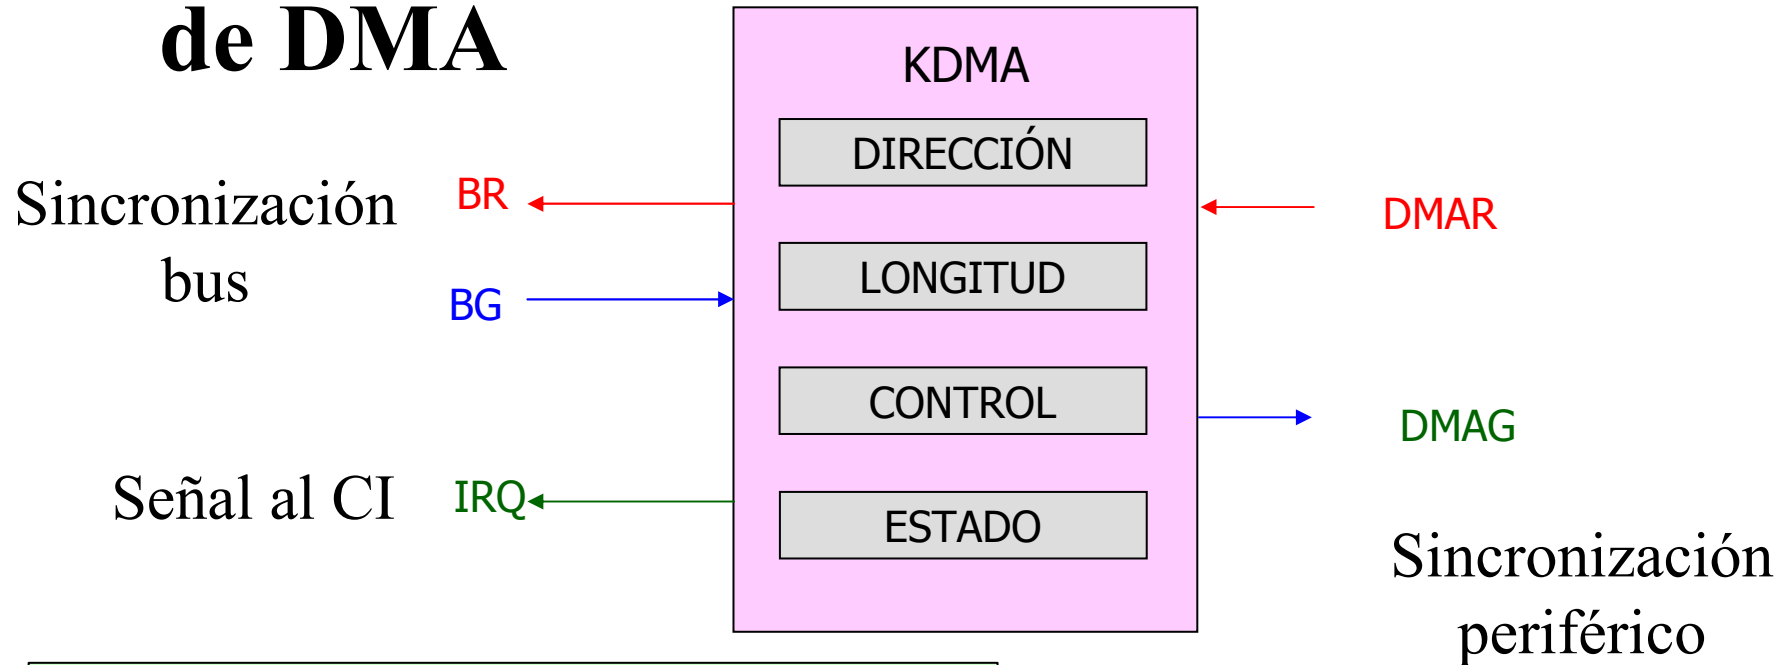 de DMA
KDMA
DIRECCIÓN
Sincronización
bus
BR
DMAR
LONGITUD
BG
CONTROL
DMAG
Señal al CI
IRQ
ESTADO
Sincronización
periférico